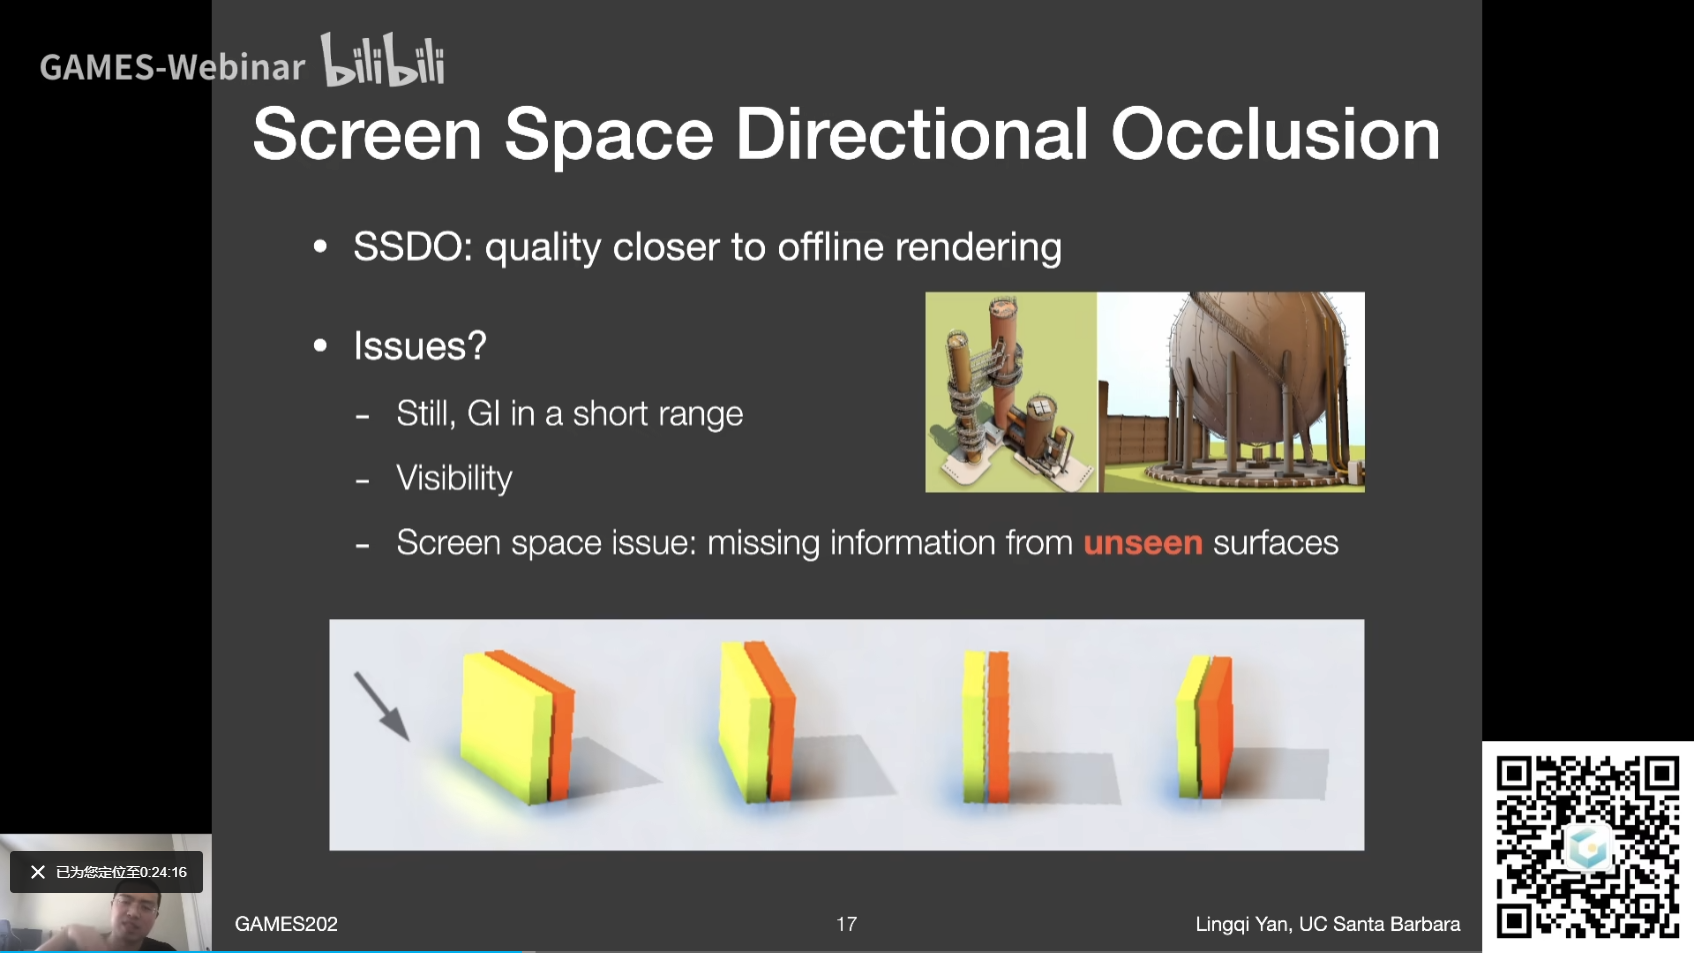 GAMES-Webinar bilibili
Screen Space Directional Occlusion
• SSDO: quality closer to offline rendering
• Issues?
- Still, GI in a short range
- Visibility
- Screen space issue: missing information from unseen surfaces
已为您定位至0:24:16
GAMES202
17
Lingqi Yan, UC Santa Barbara